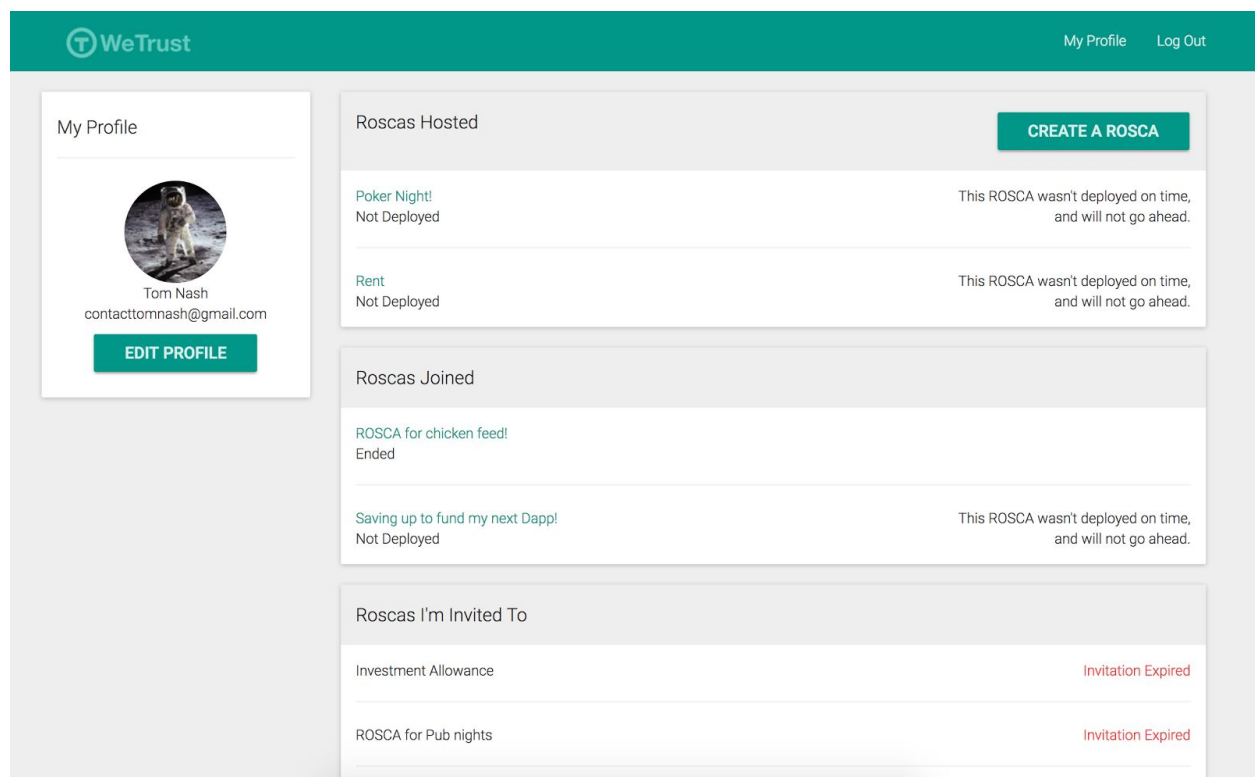 WeTrust
My Profile Log Out
My Profile
Tom Nash
contacttomnash@gmail.com
EDIT PROFILE
Roscas Hosted
CREATE A ROSCA
Poker Night!
Not Deployed
This ROSCA wasn't deployed on time,
and will not go ahead.
Rent
Not Deployed
This ROSCA wasn't deployed on time,
and will not go ahead.
Roscas Joined
ROSCA for chicken feed!
Ended
Saving up to fund my next Dapp!
Not Deployed
This ROSCA wasn't deployed on time,
and will not go ahead.
Roscas I'm Invited To
Investment Allowance
Invitation Expired
ROSCA for Pub nights
Invitation Expired